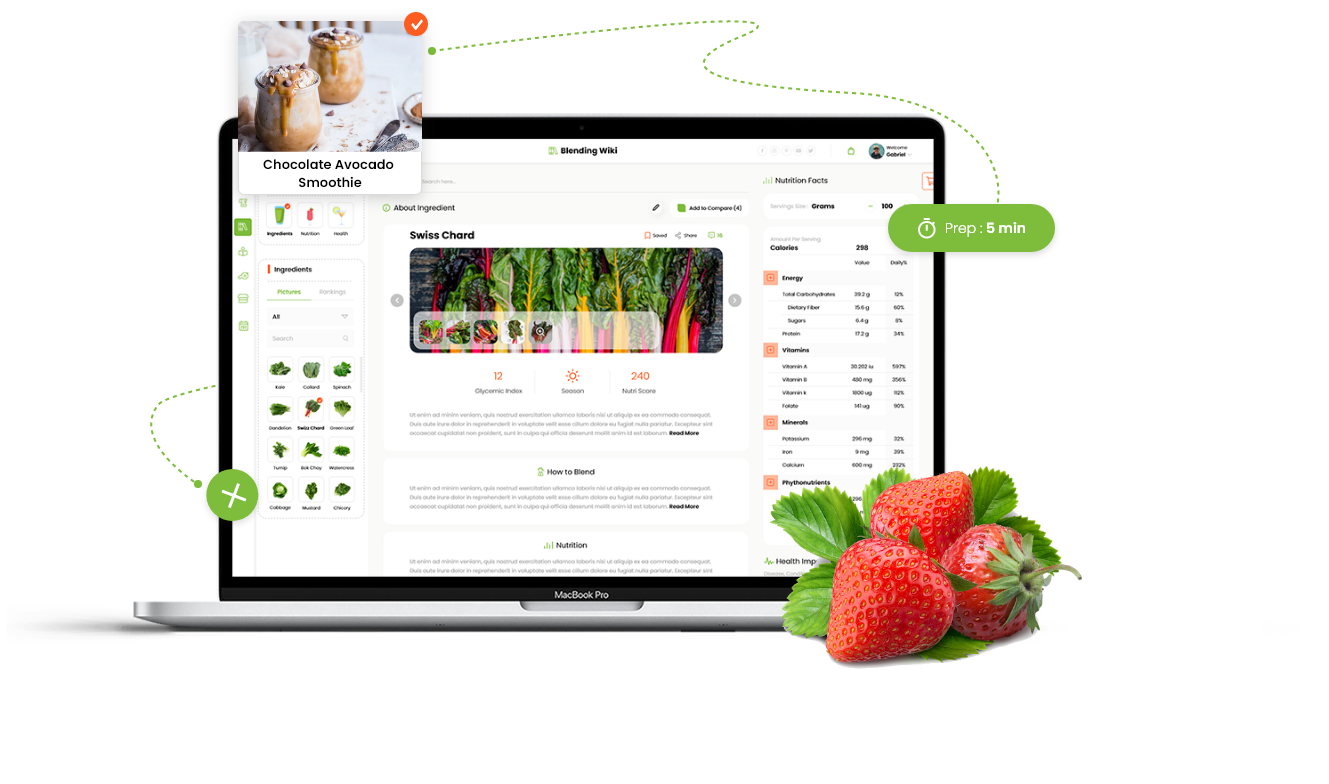 Chocolate Avocado
Smoothie
Blending Wiki
Welcome
Gabriel
Search here...
Ingredients
Nutrition
Health
Ingredients
Pictures
Rankings
All
Search
Kale
Collard
Spinach
Dandelion
Swizz Chard
Green Leaf
Turnip
Bok Choy
Watercress
Cabbage
Mustard
Chicory
About Ingredient
Add to Compare (4)
Swiss Chard
Saved
Share
16
12
Glycemic Index
Season
240
Nutri Score
Ut enim ad minim veniam, quis nostrud exercitation ullamco laboris nisi ut aliquip ex ea commodo consequat.
Duis aute irure dolor in reprehenderit in voluptate velit esse cillum dolore eu fugiat nulla pariatur. Excepteur sint
occaecat cupidatat non proident, sunt in culpa qui officia deserunt mollit anim id est laborum. Read More
How to Blend
Ut enim ad minim veniam, quis nostrud exercitation ullamco laboris nisi ut aliquip ex ea commodo consequat.
Duis aute irure dolor in reprehenderit in voluptate velit esse cillum dolore eu fugiat nulla pariatur. Excepteur sint
occaecat cupidatat non proident, sunt in culpa qui officia deserunt mollit anim id est laborum. Read More
Nutrition
Ut enim ad minim veniam, quis nostrud exercitation ullamco laboris nisi ut aliquip ex ea commodo consequat.
Duis aute irure dolor in reprehenderit in voluptate velit esse cillum dolore eu fugiat nulla pariatur. Excepteur sint
Nutrition Facts
Servings Size: Grams - 100
Prep : 5 min
Amount Per Serving
Calories 298
Value Daily%
Energy
Total Carbohydrates 39.2 g 12%
Dietary Fiber 15.6 g 60%
Sugars 6.4 g 8%
Protein 17.2 g 34%
Vitamins
Vitamin A 30.202 iu 597%
Vitamin B 480 mg 356%
Vitamin k 1800 ug 112%
Folate 141 ug 90%
Minerals
Potassium 296 mg 32%
Iron 9 mg 39%
Calcium 600 mg 232%
Phythonutrients
Health
MacBook Pro